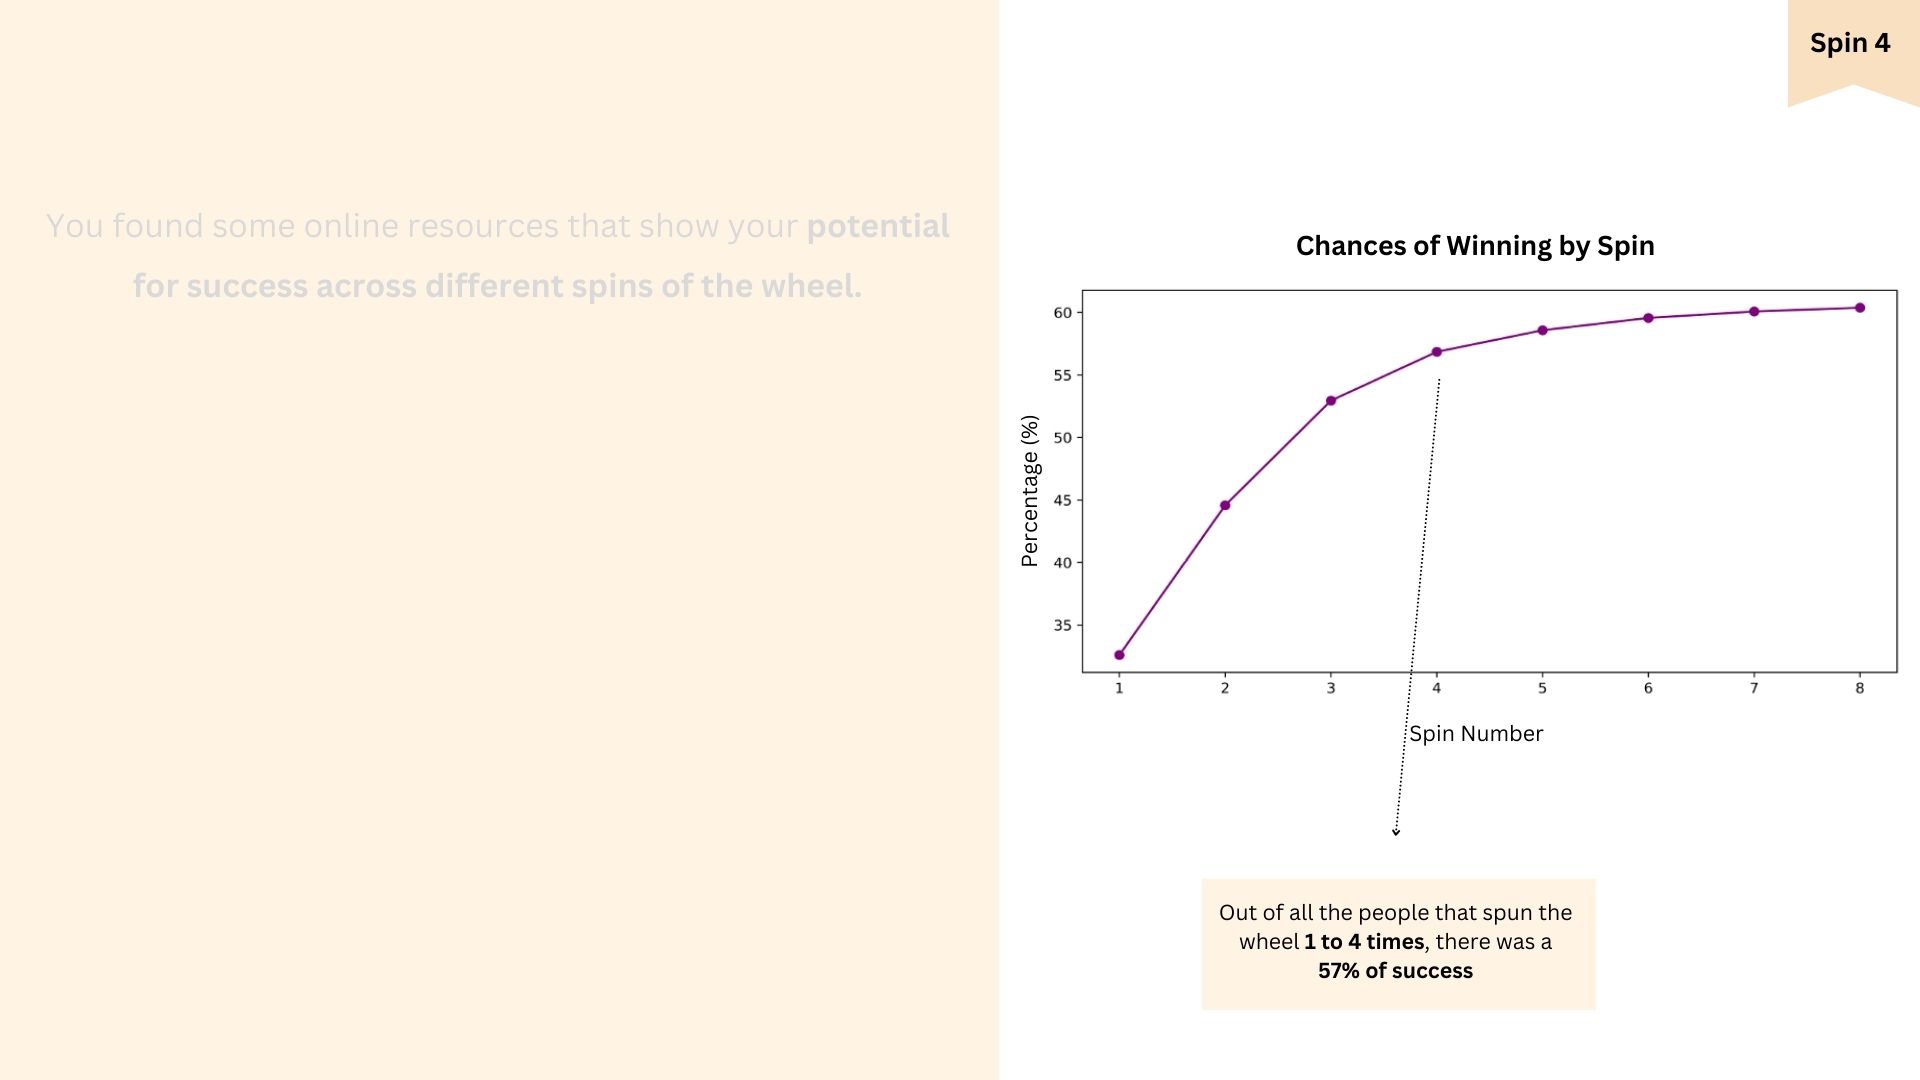 Spin 4
You found some online resources that show your potential
for success across different spins of the wheel.
Chances of Winning by Spin
Percentage (%)
60
55
50
45
40
35
1 2 3 4 5 6 7 8
Spin Number
Out of all the people that spun the
wheel 1 to 4 times, there was a
57% of success